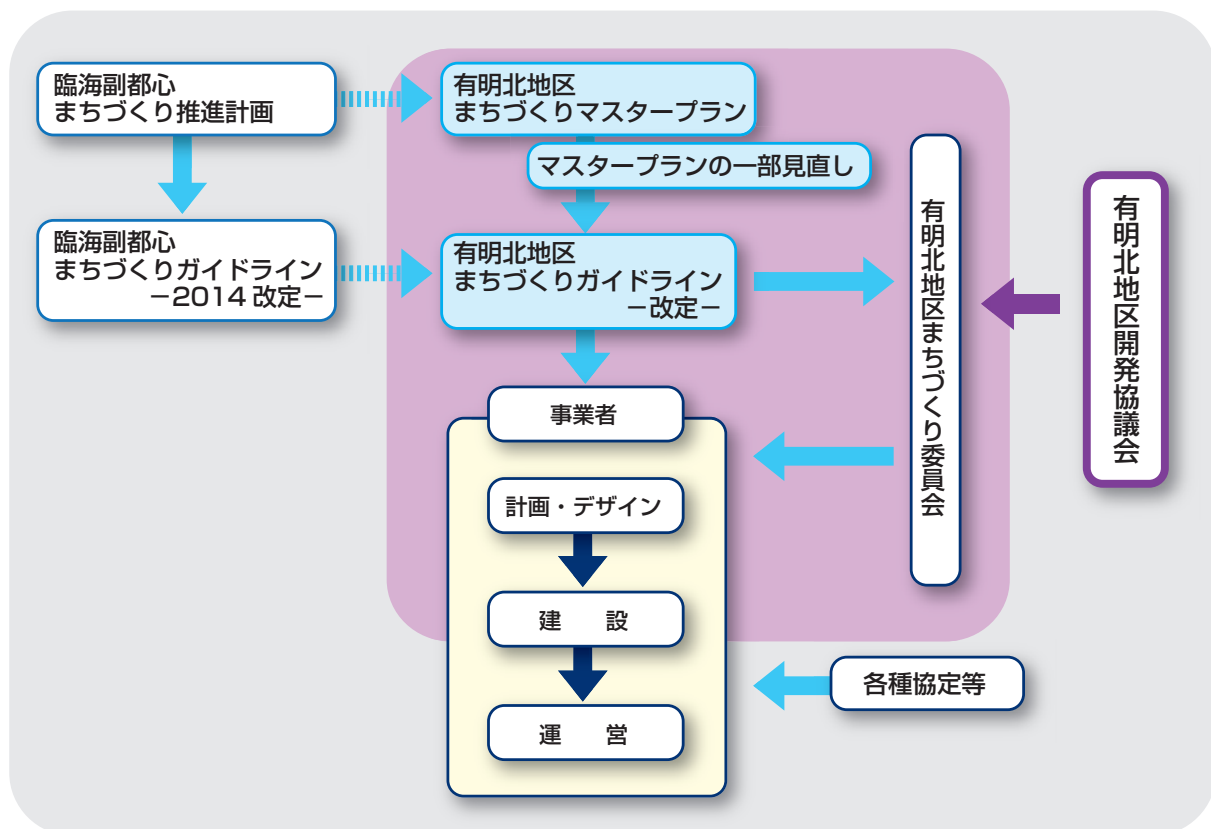 臨海副都心
まちづくり推進計画
有明北地区
まちづくりマスタープラン
マスタープランの一部見直し
臨海副都心
まちづくりガイドライン
−2014改定−
有明北地区
まちづくりガイドライン
−改定−
有明北地区まちづくり委員会
有明北地区開発協議会
事業者
計画・デザイン
建　設
運　営
各種協定等